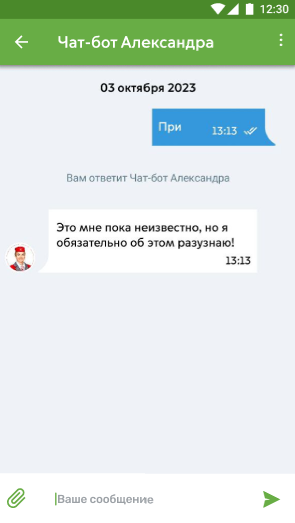 12:30
Чат-бот Александра
03 октября 2023
При
13:13
Вам ответит Чат-бот Александра
Это мне пока неизвестно, но я
обязательно об этом разузнаю!
13:13
Ваше сообщение